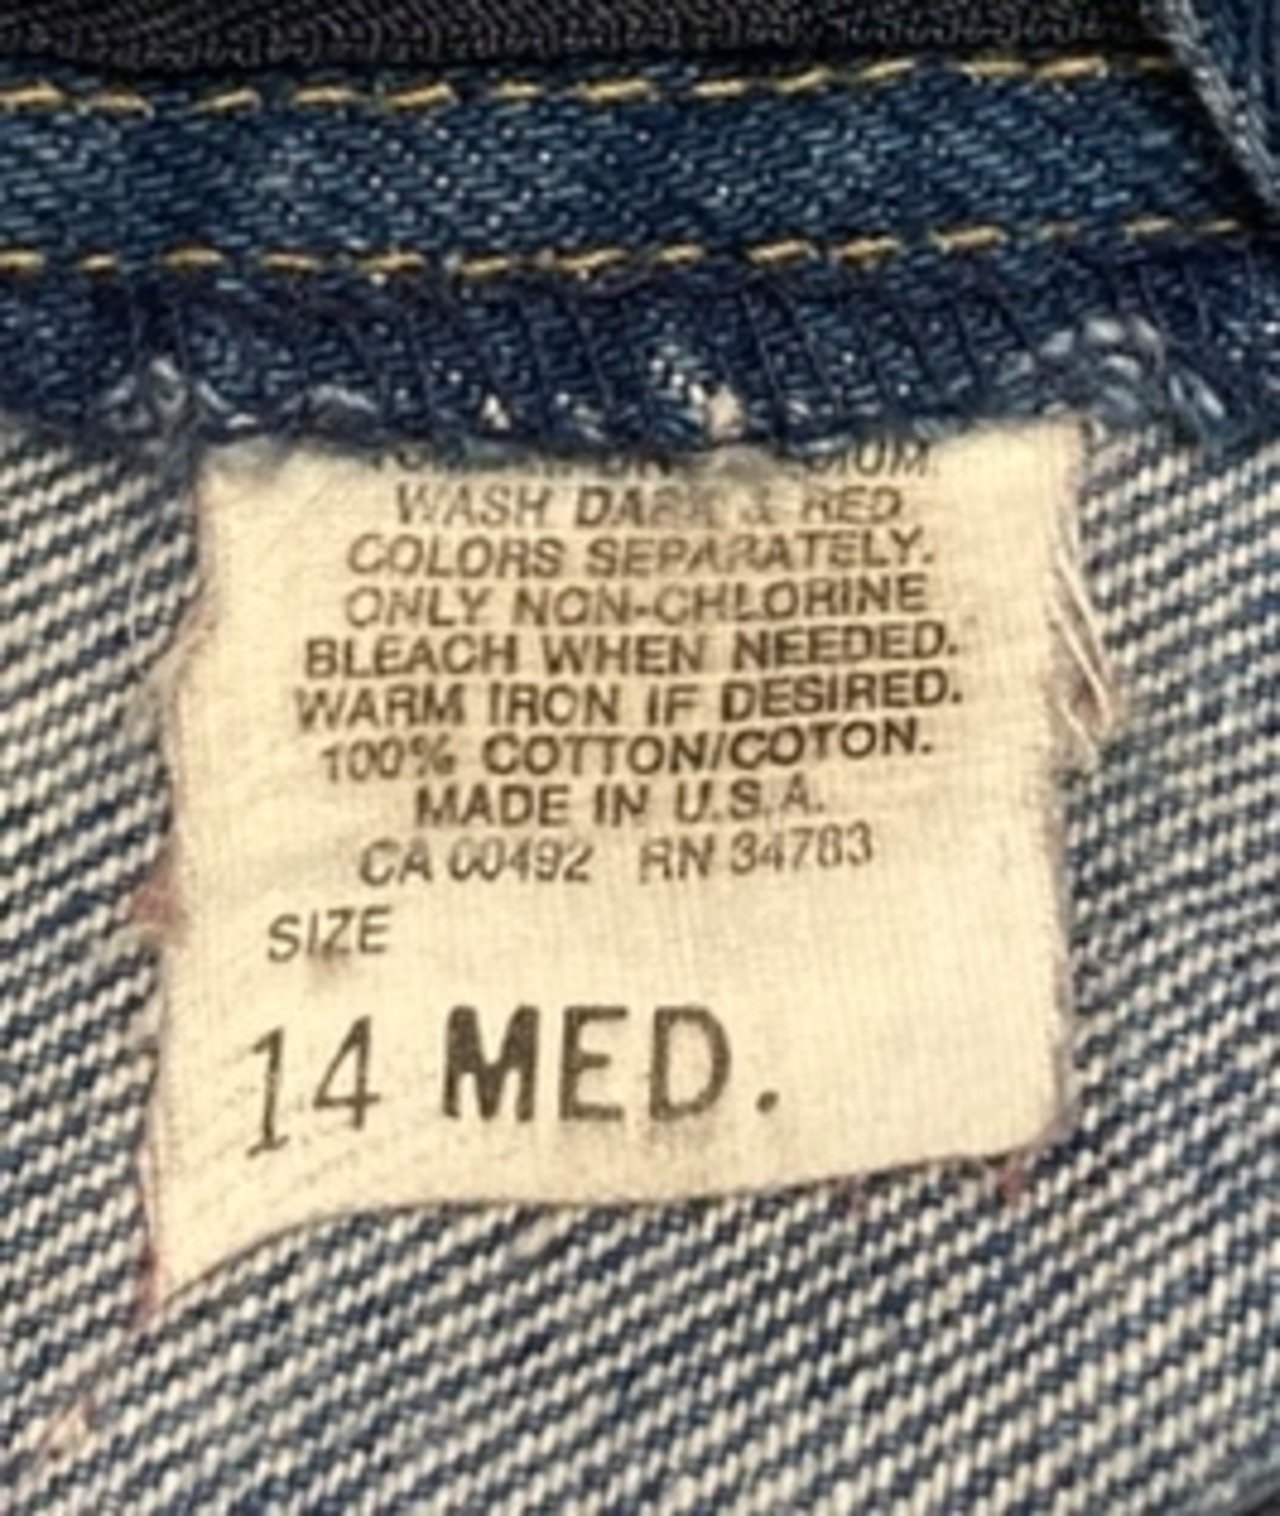 WASH DARK & RED
COLORS SEPARATELY.
ONLY NON-CHLORINE
BLEACH WHEN NEEDED.
WARM IRON IF DESIRED.
100% COTTON/COTON.
MADE IN U.S.A.
CA 00492 RN 34783
SIZE
14 MED.